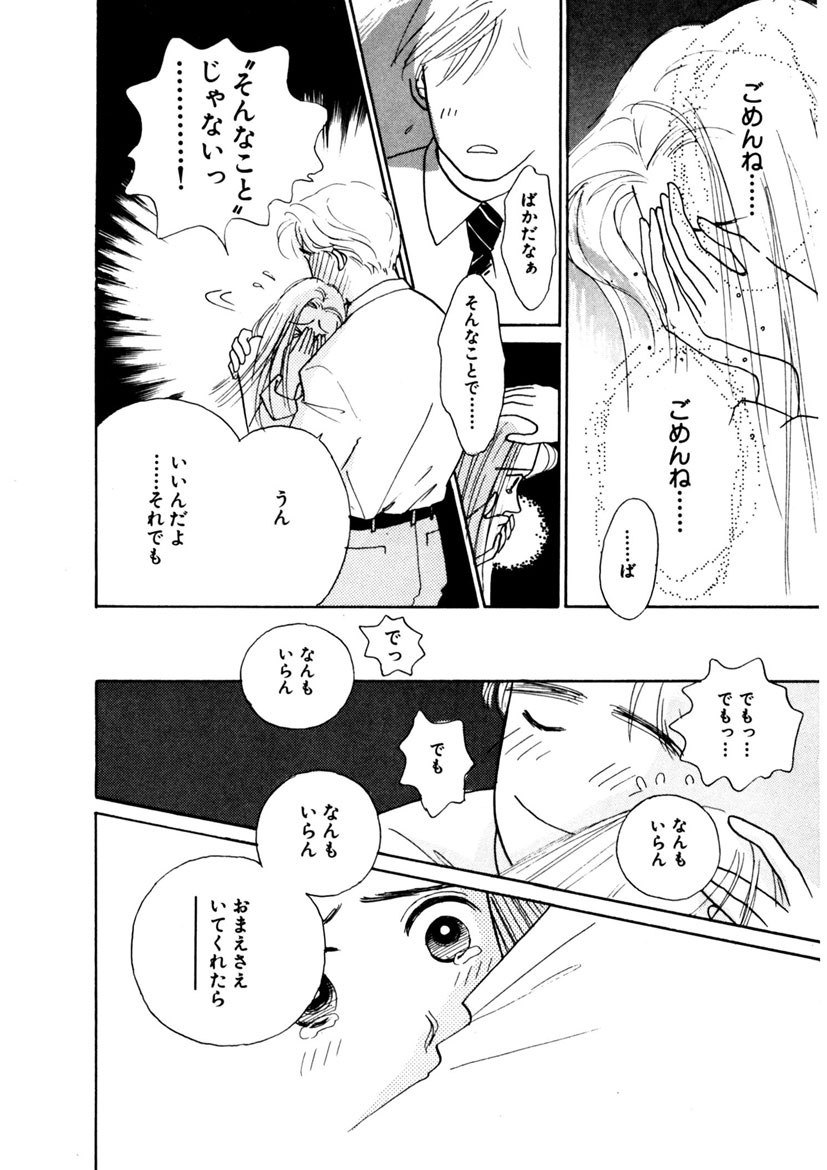 ごめんね……
ごめんね……
……ば
ばかだなぁ
そんなことで……
“そんなこと”
じゃないっ
…………！
うん
いいんだよ
……それでも
でもっ…
でもっ…
なんも
いらん
でっ
なんも
いらん
でも
なんも
いらん
おまえさえ
いてくれたら
――